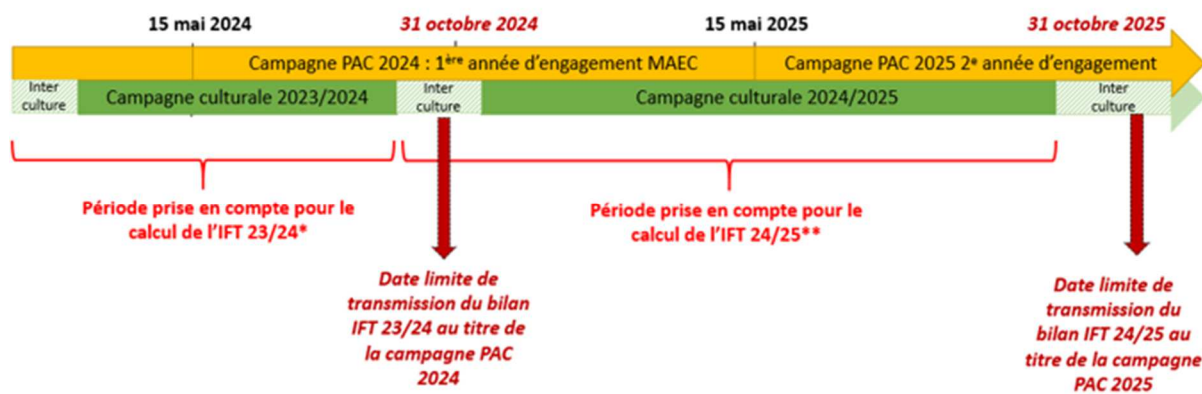 15 mai 2024
31 octobre 2024
15 mai 2025
31 octobre 2025
Campagne PAC 2024 : 1ère année d'engagement MAEC
Campagne PAC 2025 2e année d'engagement
Inter
culture
Campagne culturale 2023/2024
Inter
culture
Campagne culturale 2024/2025
Inter
culture
Période prise en compte pour le
calcul de l'IFT 23/24*
Période prise en compte pour le
calcul de l'IFT 24/25**
Date limite de
transmission du bilan
IFT 23/24 au titre de
la campagne PAC
2024
Date limite de
transmission du
bilan IFT 24/25 au
titre de la campagne
PAC 2025